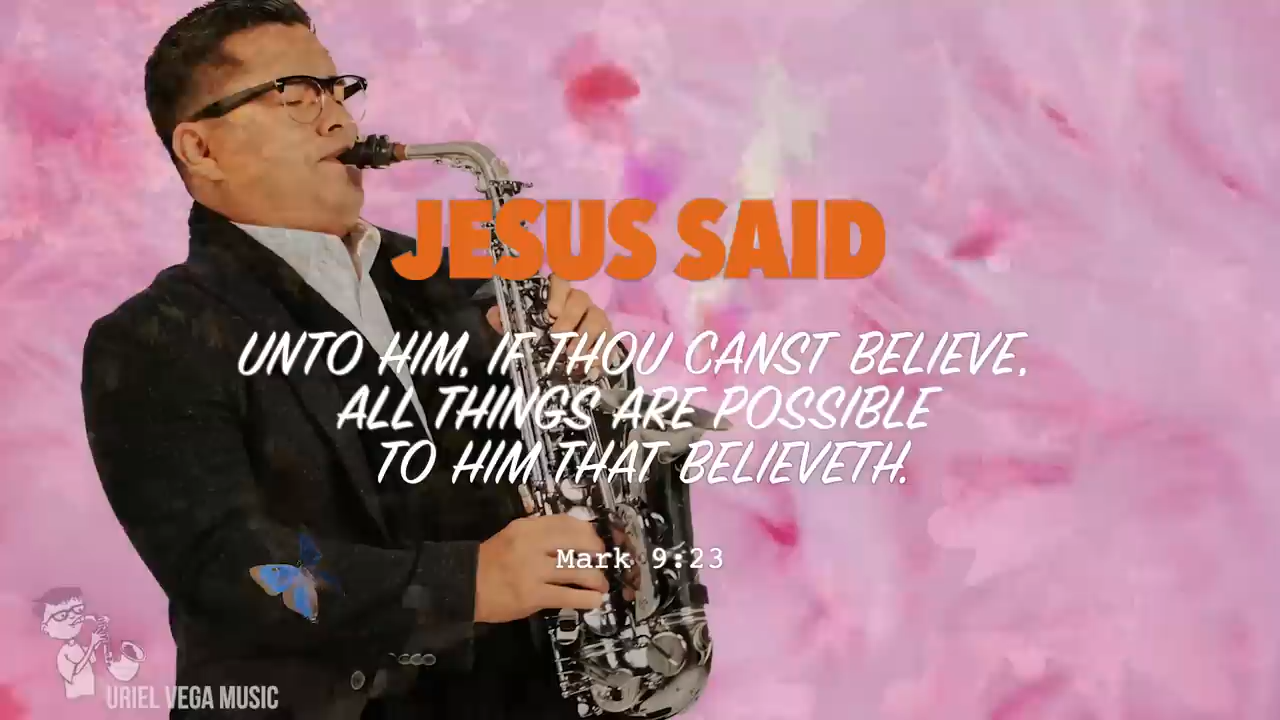 JESUS SAID
UNTO HIM, IF THOU CANST BELIEVE,
ALL THINGS ARE POSSIBLE
TO HIM THAT BELIEVETH.
Mark 9:23
URIEL VEGA MUSIC